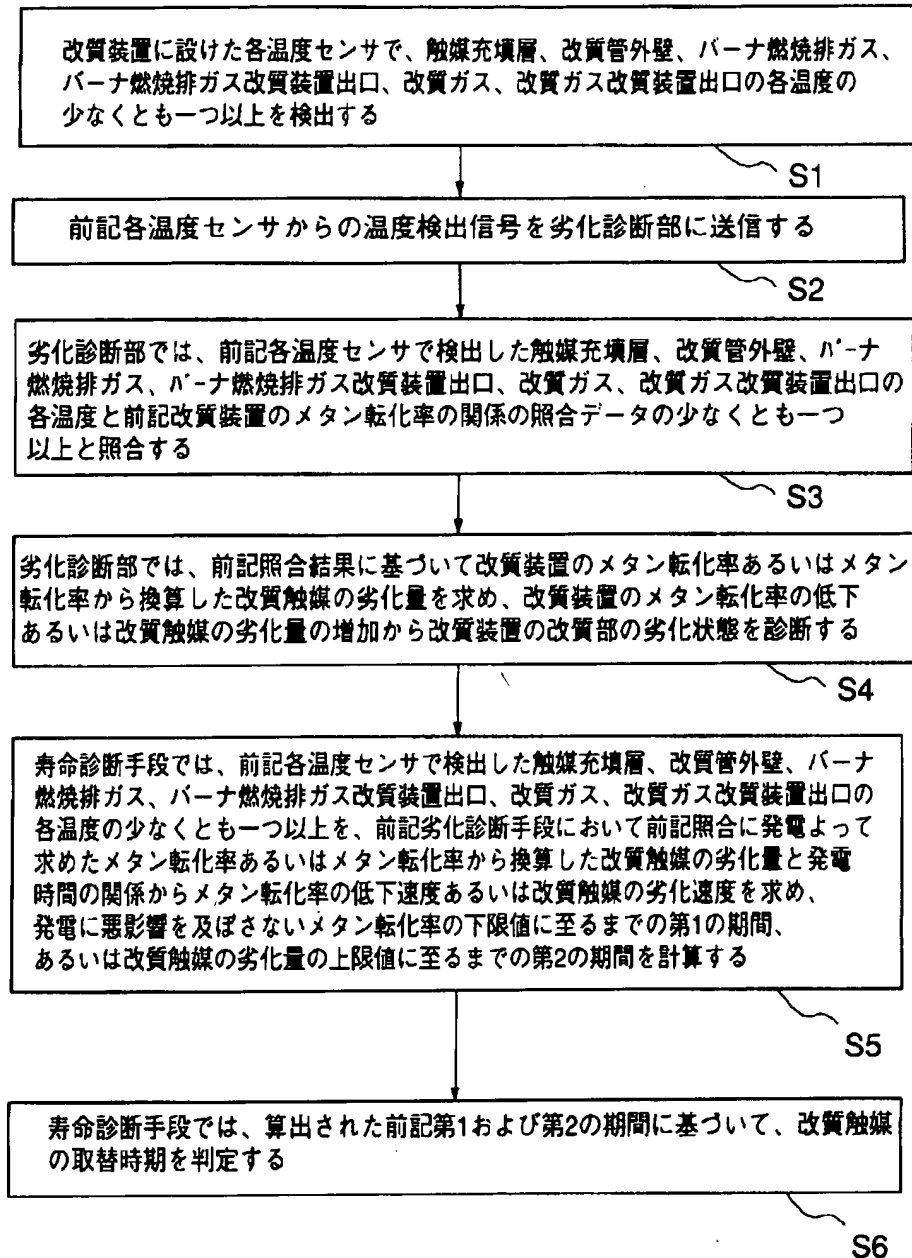 改質装置に設けた各温度センサで、触媒充填層、改質管外壁、バーナ燃焼排ガス、
バーナ燃焼排ガス改質装置出口、改質ガス、改質ガス改質装置出口の各温度の
少なくとも一つ以上を検出する
S1
前記各温度センサからの温度検出信号を劣化診断部に送信する
S2
劣化診断部では、前記各温度センサで検出した触媒充填層、改質管外壁、バーナ
燃焼排ガス、バーナ燃焼排ガス改質装置出口、改質ガス、改質ガス改質装置出口の
各温度と前記改質装置のメタン転化率の関係の照合データの少なくとも一つ
以上と照合する
S3
劣化診断部では、前記照合結果に基づいて改質装置のメタン転化率あるいはメタン
転化率から換算した改質触媒の劣化量を求め、改質装置のメタン転化率の低下
あるいは改質触媒の劣化量の増加から改質装置の改質部の劣化状態を診断する
S4
寿命診断手段では、前記各温度センサで検出した触媒充填層、改質管外壁、バーナ
燃焼排ガス、バーナ燃焼排ガス改質装置出口、改質ガス、改質ガス改質装置出口の
各温度の少なくとも一つ以上を、前記劣化診断手段において前記照合に発電よって
求めたメタン転化率あるいはメタン転化率から換算した改質触媒の劣化量と発電
時間の関係からメタン転化率の低下速度あるいは改質触媒の劣化速度を求め、
発電に悪影響を及ぼさないメタン転化率の下限値に至るまでの第1の期間、
あるいは改質触媒の劣化量の上限値に至るまでの第2の期間を計算する
S5
寿命診断手段では、算出された前記第1および第2の期間に基づいて、改質触媒
の取替時期を判定する
S6